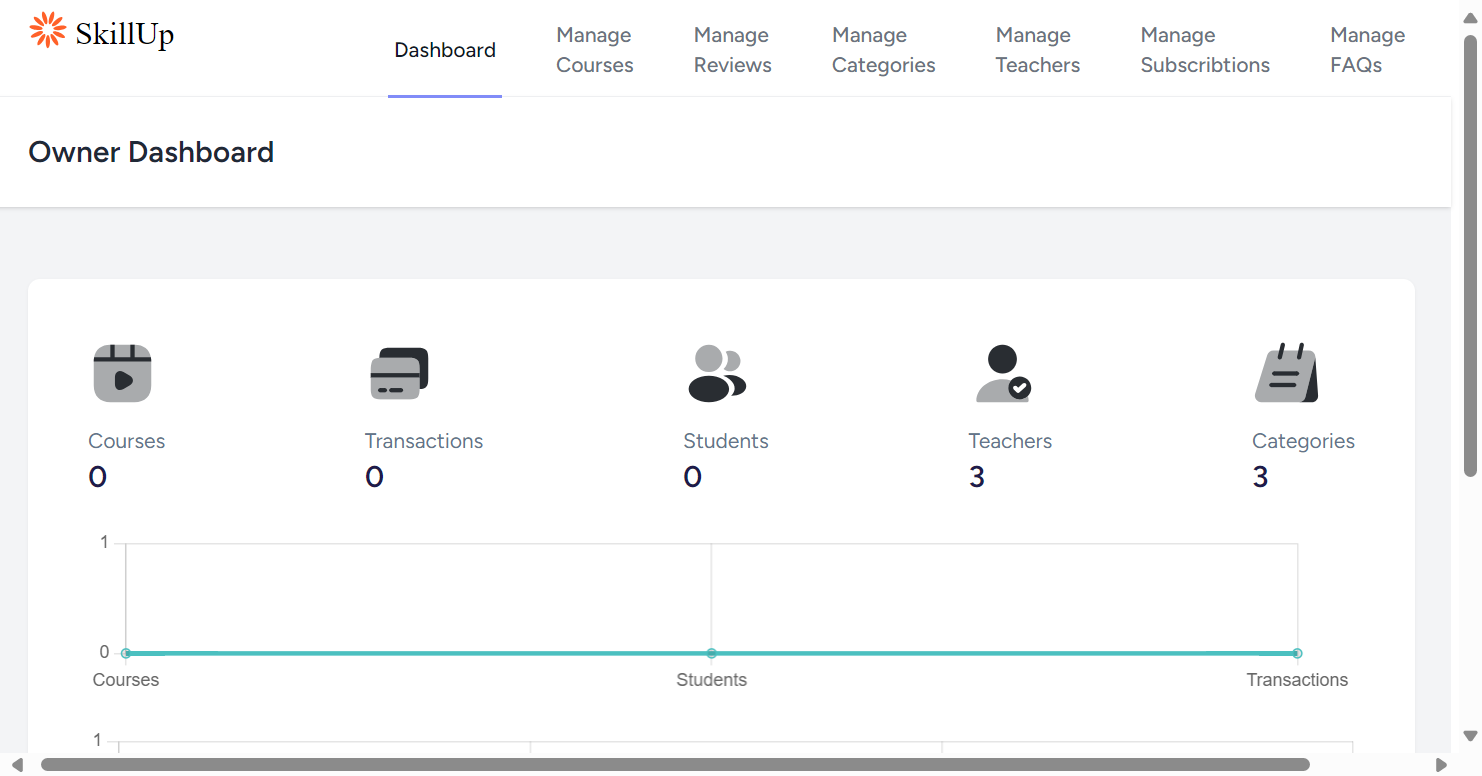 SkillUp
Dashboard
Manage Courses
Manage Reviews
Manage Categories
Manage Teachers
Manage Subscribtions
Manage FAQs
Owner Dashboard
Courses
0
Transactions
0
Students
0
Teachers
3
Categories
3
1
0
Courses
Students
Transactions
1